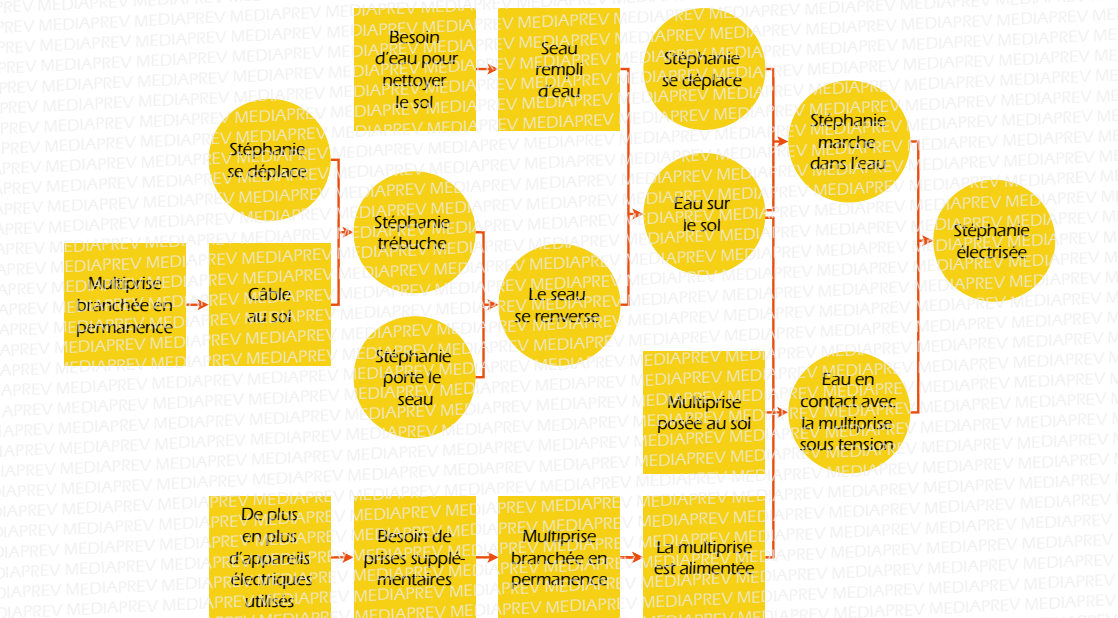 Besoin
d'eau pour
nettoyer
le sol
Seau
rempli
d'eau
Stéphanie
se déplace
Stéphanie
marche
dans l'eau
Stéphanie
se déplace
Stéphanie
trébuche
Eau sur
le sol
Stéphanie
électrisée
Multiprise
branchée en
permanence
Câble
au sol
Le seau
se renverse
Stéphanie
porte le
seau
Multiprise
posée au sol
Eau en
contact avec
la multiprise
sous tension
De plus
en plus
d'appareils
électriques
utilisés
Besoin de
prises supplé-
mentaires
Multiprise
branchée en
permanence
La multiprise
est alimentée
MEDIAPREV